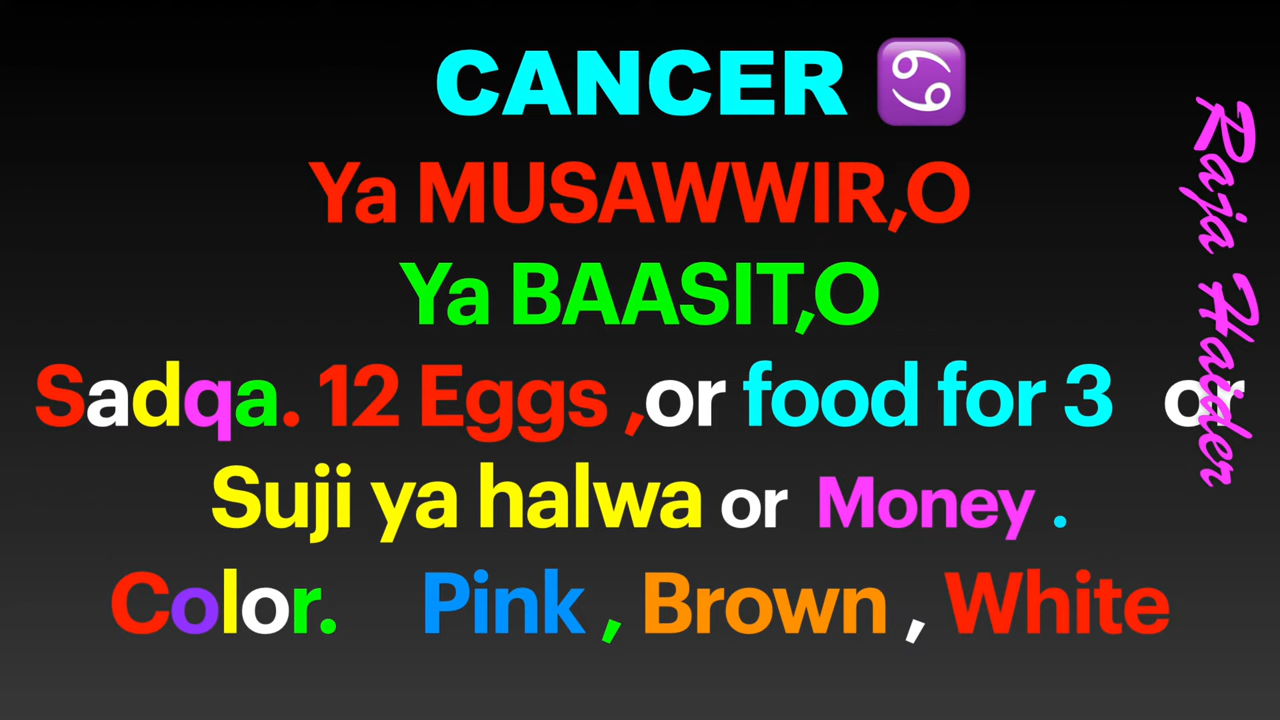 CANCER ♋
Ya MUSAWWIR,O
Ya BAASIT,O
Sadqa. 12 Eggs ,or food for 3 or
Suji ya halwa or Money .
Color. Pink , Brown , White
Raja Haider